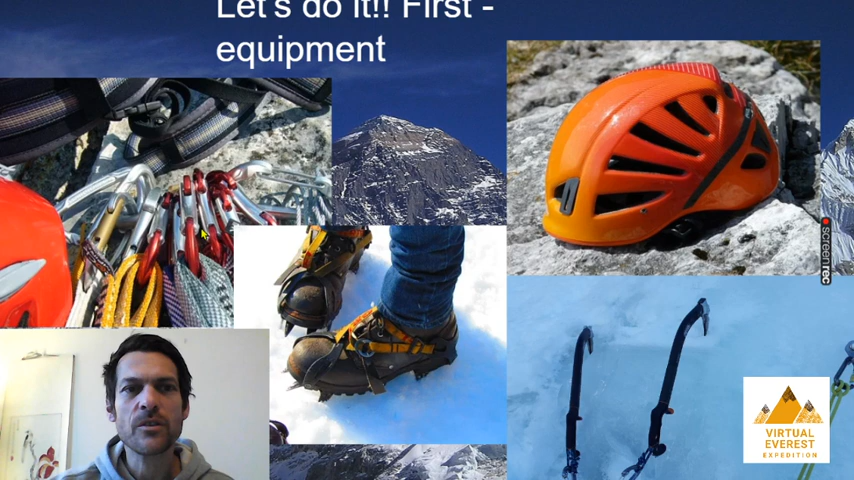 Let's do it!! First -
equipment
screenrec
VIRTUAL
EVEREST
EXPEDITION